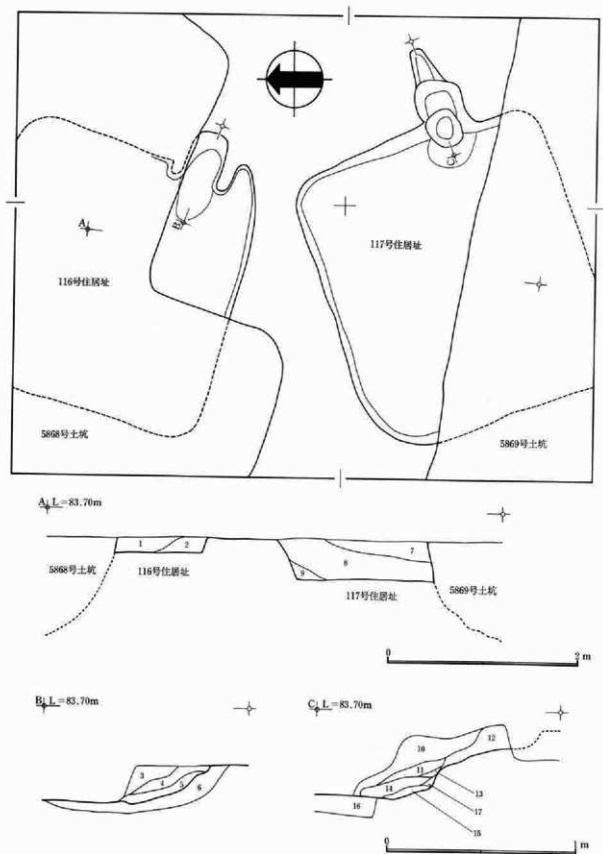 A
B
C
116号住居址
117号住居址
5868号土坑
5869号土坑
A L=83.70m
1 2 7
8
9
5868号土坑 116号住居址 117号住居址 5869号土坑
0 2 m
B L=83.70m
3 4 5 6
C L=83.70m
10 12
11
13
14 17
16
15
0 1 m